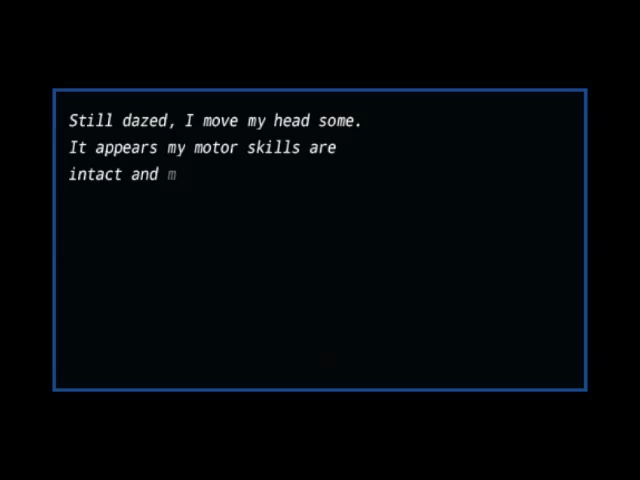 Still dazed, I move my head some.
It appears my motor skills are
intact and m